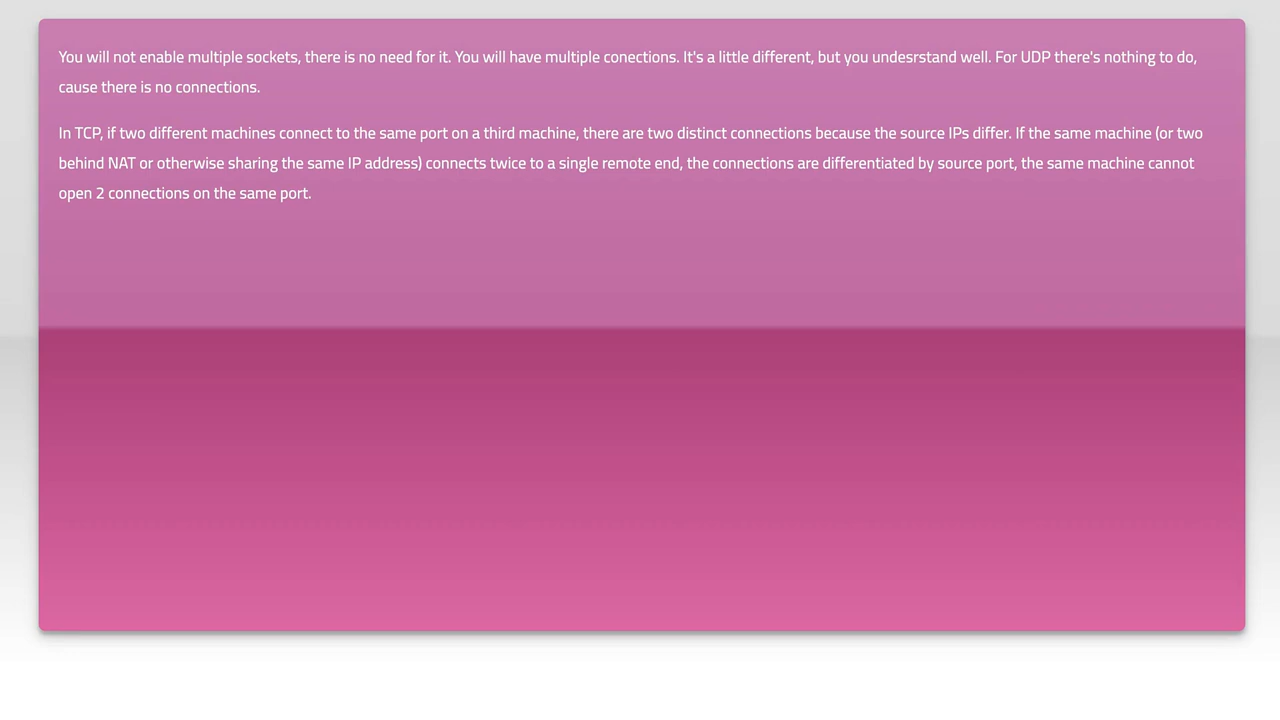 You will not enable multiple sockets, there is no need for it. You will have multiple conections. It's a little different, but you undesrstand well. For UDP there's nothing to do,
cause there is no connections.
In TCP, if two different machines connect to the same port on a third machine, there are two distinct connections because the source IPs differ. If the same machine (or two
behind NAT or otherwise sharing the same IP address) connects twice to a single remote end, the connections are differentiated by source port, the same machine cannot
open 2 connections on the same port.